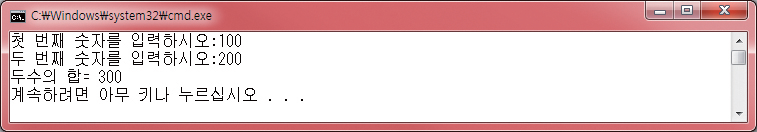 C:₩Windows₩system32₩cmd.exe
첫 번째 숫자를 입력하시오:100
두 번째 숫자를 입력하시오:200
두수의 합= 300
계속하려면 아무 키나 누르십시오 . . .